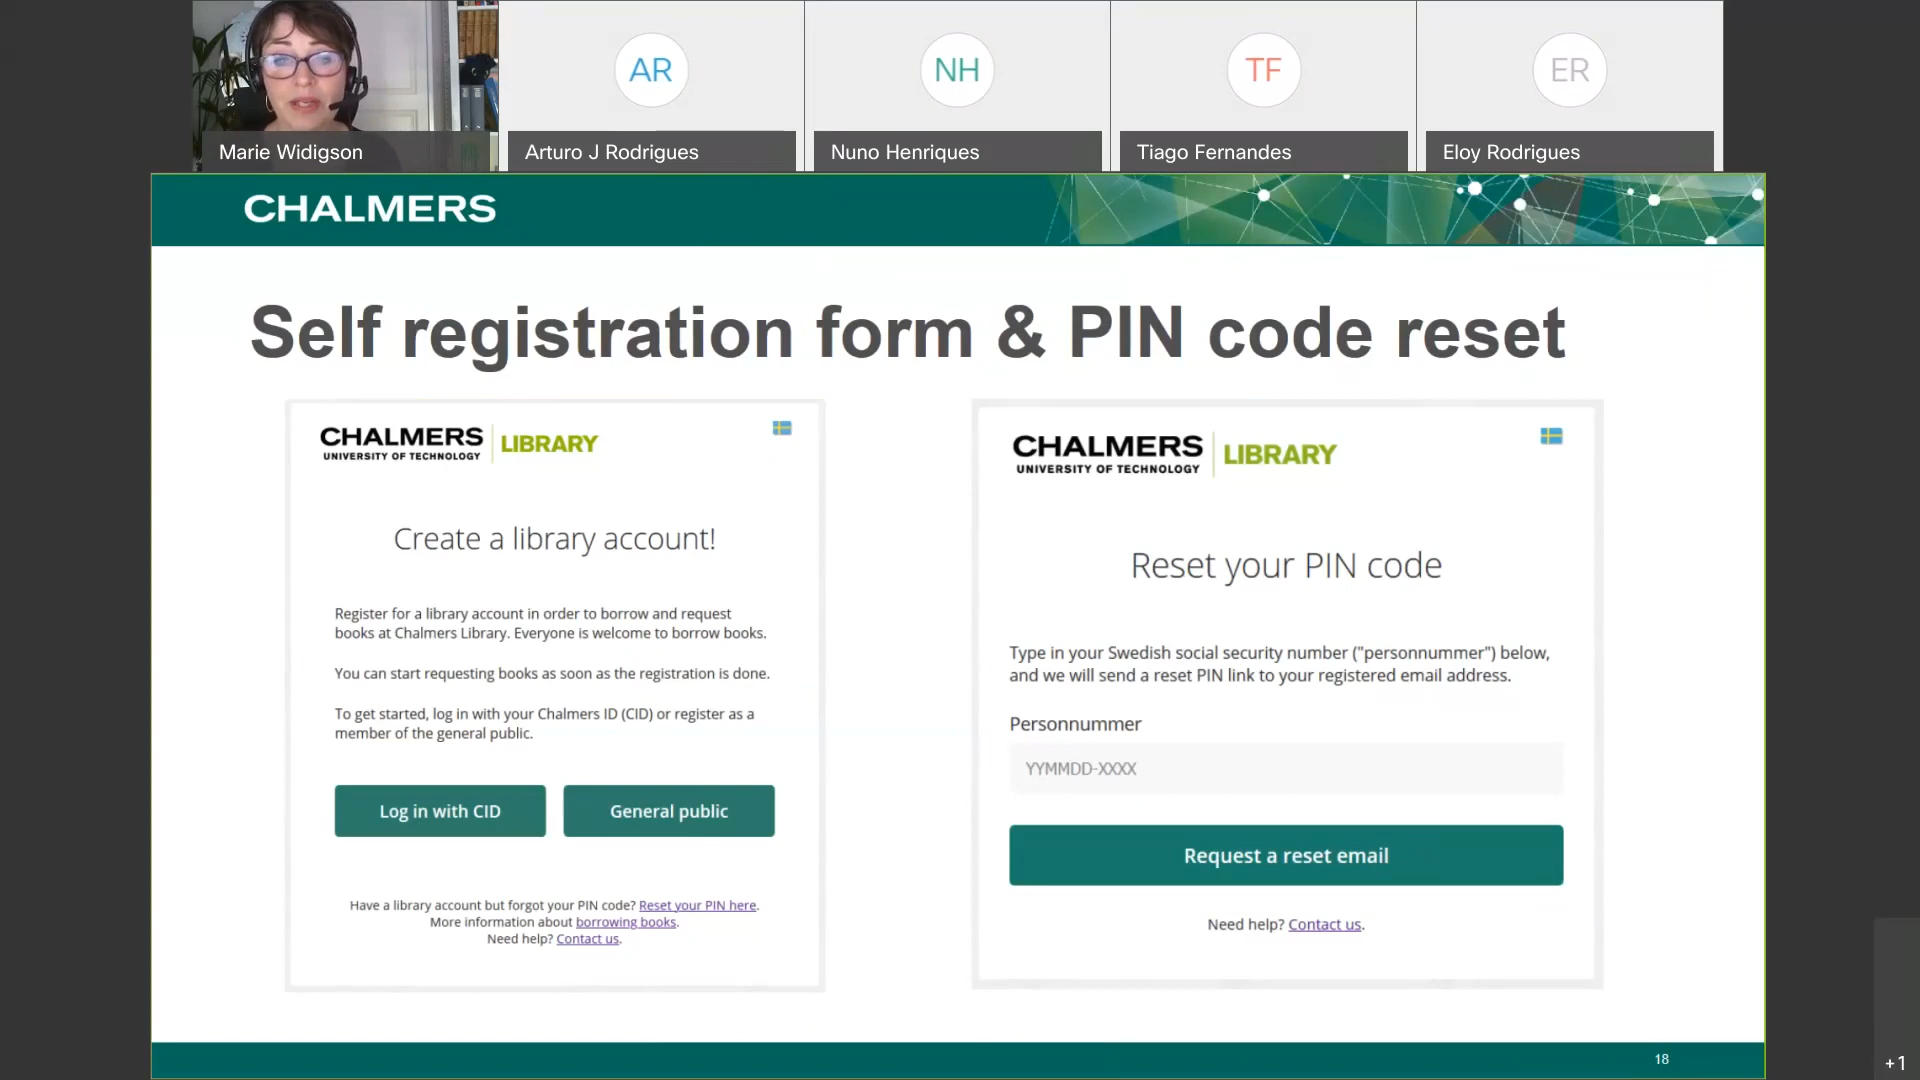 AR
NH
TF
ER
Marie Widigson
Arturo J Rodrigues
Nuno Henriques
Tiago Fernandes
Eloy Rodrigues
CHALMERS
Self registration form & PIN code reset
CHALMERS
UNIVERSITY OF TECHNOLOGY
LIBRARY
Create a library account!
Register for a library account in order to borrow and request
books at Chalmers Library. Everyone is welcome to borrow books.
You can start requesting books as soon as the registration is done.
To get started, log in with your Chalmers ID (CID) or register as a
member of the general public.
Log in with CID
General public
Have a library account but forgot your PIN code? Reset your PIN here.
More information about borrowing books.
Need help? Contact us.
CHALMERS
UNIVERSITY OF TECHNOLOGY
LIBRARY
Reset your PIN code
Type in your Swedish social security number ("personnummer") below,
and we will send a reset PIN link to your registered email address.
Personnummer
YYMMDD-XXXX
Request a reset email
Need help? Contact us.
18
+1